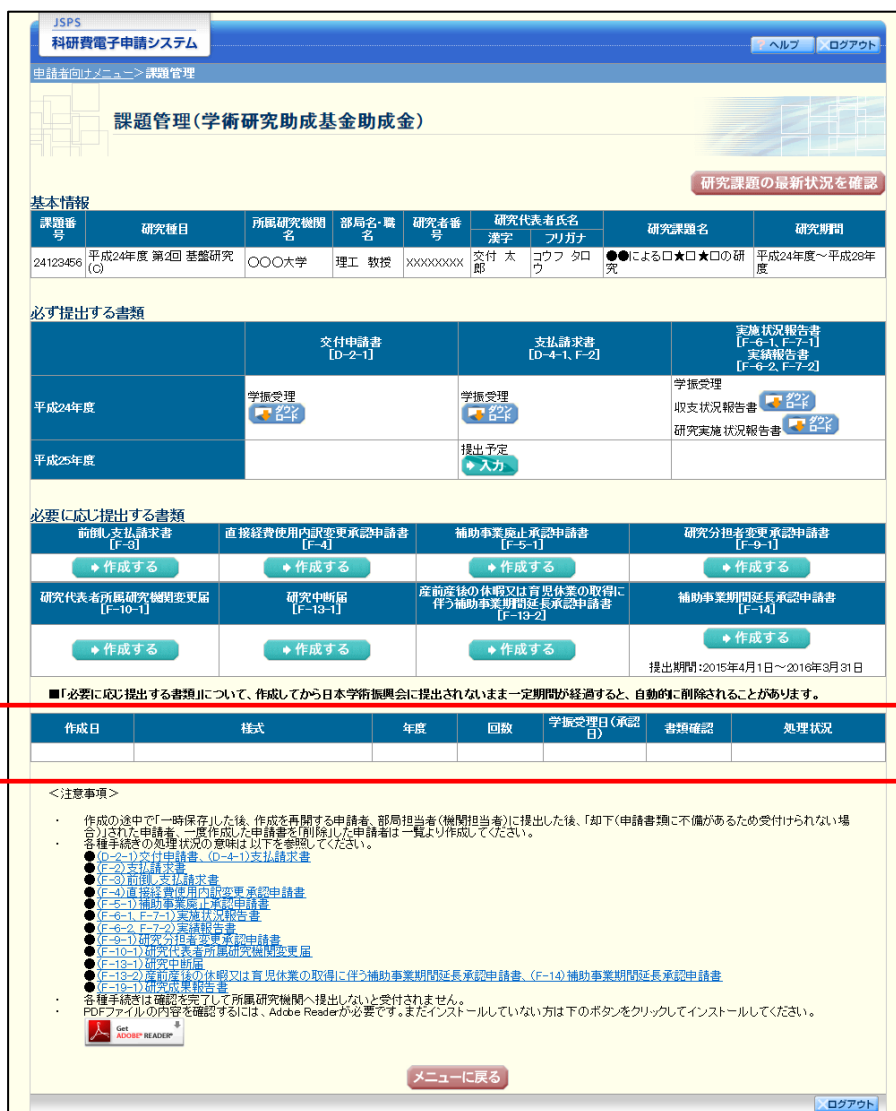 JSPS
科研費電子申請システム
? ヘルプ ログアウト
申請者向けメニュー>課題管理
課題管理(学術研究助成基金助成金)
研究課題の最新状況を確認
基本情報
課題番号 研究種目 所属研究機関名 部局名・職名 研究者番号 研究代表者氏名 研究課題名 研究期間
漢字 フリガナ
24123456 平成24年度 第2回 基盤研究(C) 〇〇〇大学 理工 教授 XXXXXXXX 交付 太郎 コウフ タロウ ●●による□★□★□の研究 平成24年度~平成28年度
必ず提出する書類
交付申請書
[D-2-1]
支払請求書
[D-4-1、F-2]
実施状況報告書
[F-6-1、F-7-1]
実績報告書
[F-6-2、F-7-2]
平成24年度
学振受理
ダウンロード
学振受理
ダウンロード
学振受理
収支状況報告書 ダウンロード
研究実施状況報告書 ダウンロード
平成25年度
提出予定
入力
必要に応じ提出する書類
前倒し支払請求書
[F-3]
直接経費使用内訳変更承認申請書
[F-4]
補助事業廃止承認申請書
[F-5-1]
研究分担者変更承認申請書
[F-9-1]
作成する 作成する 作成する 作成する
研究代表者所属研究機関変更届
[F-10-1]
研究中断届
[F-13-1]
産前産後の休暇又は育児休業の取得に
伴う補助事業期間延長承認申請書
[F-13-2]
補助事業期間延長承認申請書
[F-14]
作成する 作成する 作成する 作成する
提出期間:2015年4月1日~2016年3月31日
■「必要に応じ提出する書類」について、作成してから日本学術振興会に提出されないまま一定期間が経過すると、自動的に削除されることがあります。
作成日 様式 年度 回数 学振受理日(承認日) 書類確認 処理状況
<注意事項>
・ 作成の途中で「一時保存」した後、作成を再開する申請者、部局担当者(機関担当者)に提出した後、「却下(申請書類に不備があるため受付けられない場
合)」された申請者、一度作成した申請書を「削除」した申請者は一覧より作成してください。
・ 各種手続きの処理状況の意味は以下を参照してください。
●(D-2-1)交付申請書、(D-4-1)支払請求書
●(F-2)支払請求書
●(F-3)前倒し支払請求書
●(F-4)直接経費使用内訳変更承認申請書
●(F-5-1)補助事業廃止承認申請書
●(F-6-1、F-7-1)実施状況報告書
●(F-6-2、F-7-2)実績報告書
●(F-9-1)研究分担者変更承認申請書
●(F-10-1)研究代表者所属研究機関変更届
●(F-13-1)研究中断届
●(F-13-2)産前産後の休暇又は育児休業の取得に伴う補助事業期間延長承認申請書、(F-14)補助事業期間延長承認申請書
●(F-19-1)研究成果報告書
・ 各種手続きは確認を完了して所属研究機関へ提出しないと受付されません。
・ PDFファイルの内容を確認するには、Adobe Readerが必要です。まだインストールしていない方は下のボタンをクリックしてインストールしてください。
Get
ADOBE® READER®
メニューに戻る
ログアウト